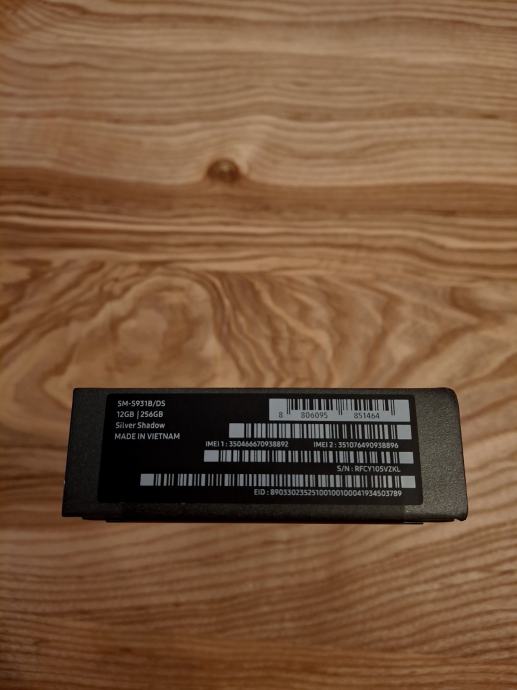 SM-S931B/DS
12GB | 256GB
Silver Shadow
MADE IN VIETNAM
8 806095 851464
IMEI 1 : 350466670938892 IMEI 2 : 351076490938896
S/N : RFCY105VZKL
EID : 89033023525100100100041934503789